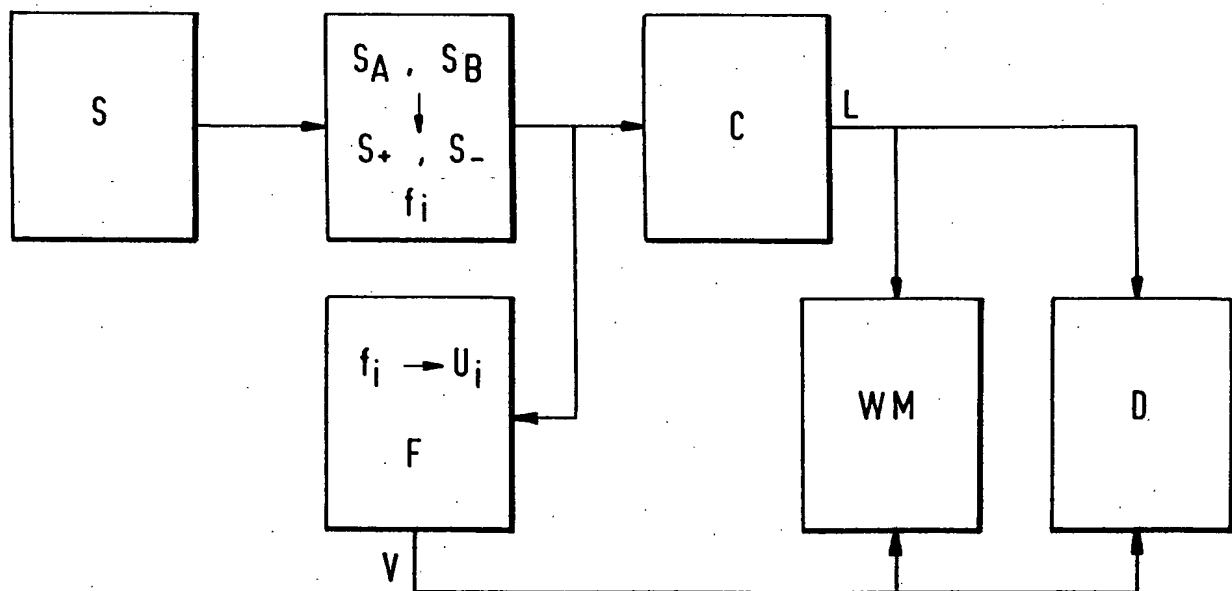 S
S_A , S_B
↓
S_+ , S_-
f_i
C
L
f_i → U_i
F
WM
D
V